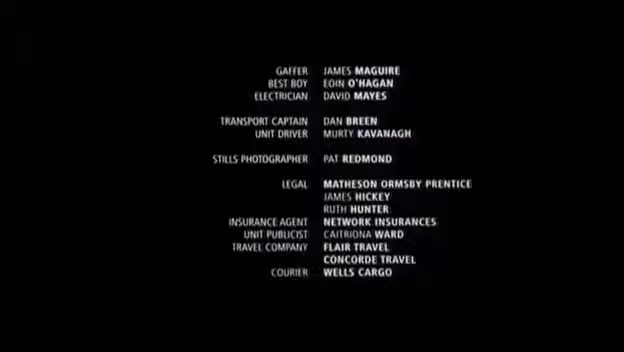 GAFFER JAMES MAGUIRE
BEST BOY EOIN O'HAGAN
ELECTRICIAN DAVID MAYES
TRANSPORT CAPTAIN DAN BREEN
UNIT DRIVER MURTY KAVANAGH
STILLS PHOTOGRAPHER PAT REDMOND
LEGAL MATHESON ORMSBY PRENTICE
JAMES HICKEY
RUTH HUNTER
INSURANCE AGENT NETWORK INSURANCES
UNIT PUBLICIST CAITRIONA WARD
TRAVEL COMPANY FLAIR TRAVEL
CONCORDE TRAVEL
COURIER WELLS CARGO